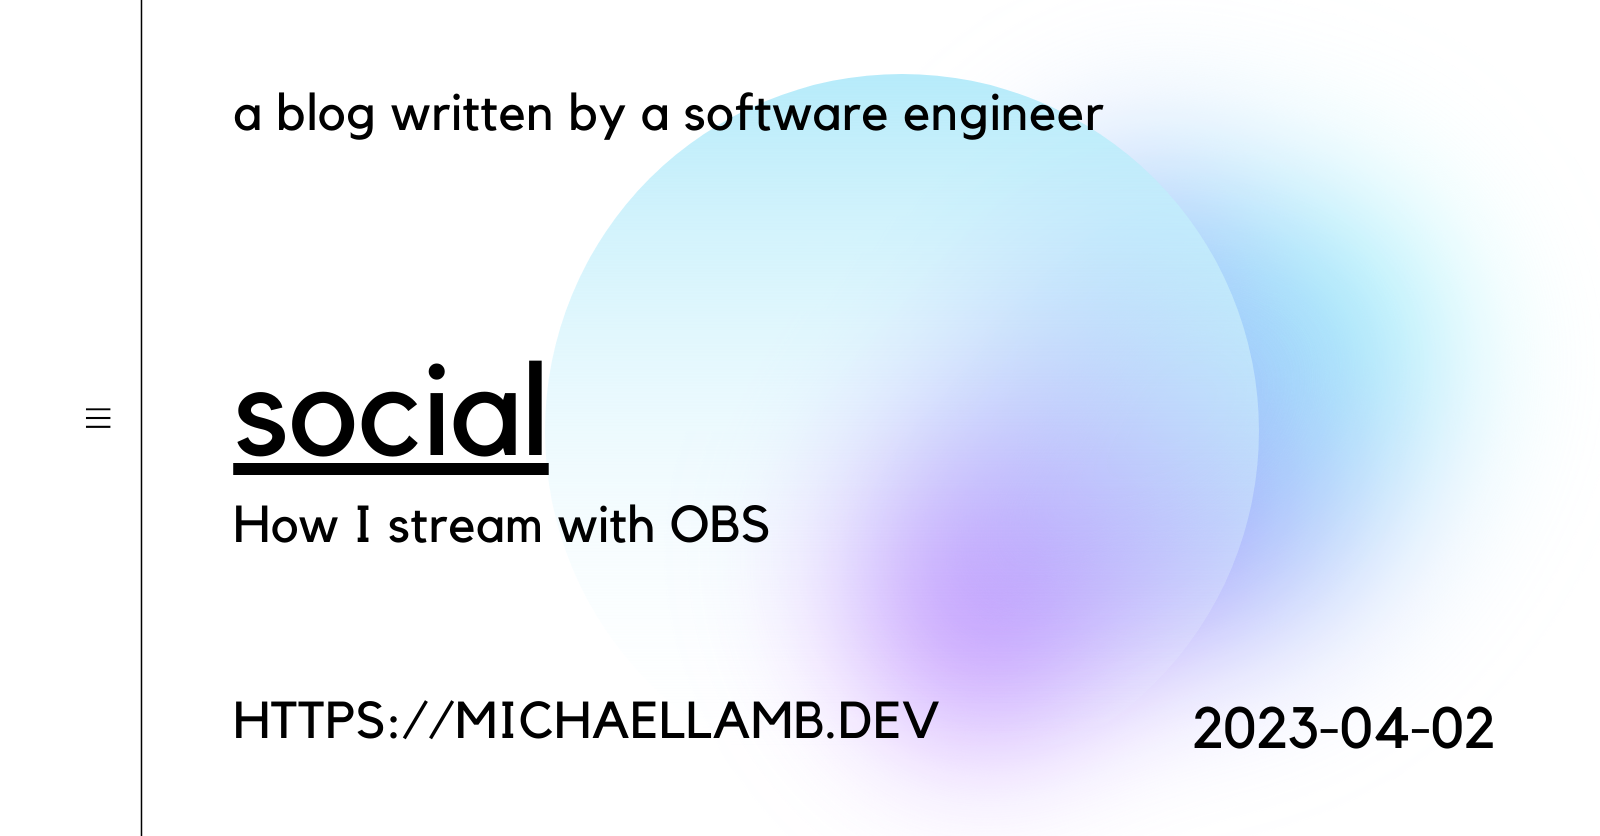 a blog written by a software engineer
social
How I stream with OBS
HTTPS://MICHAELLAMB.DEV
2023-04-02